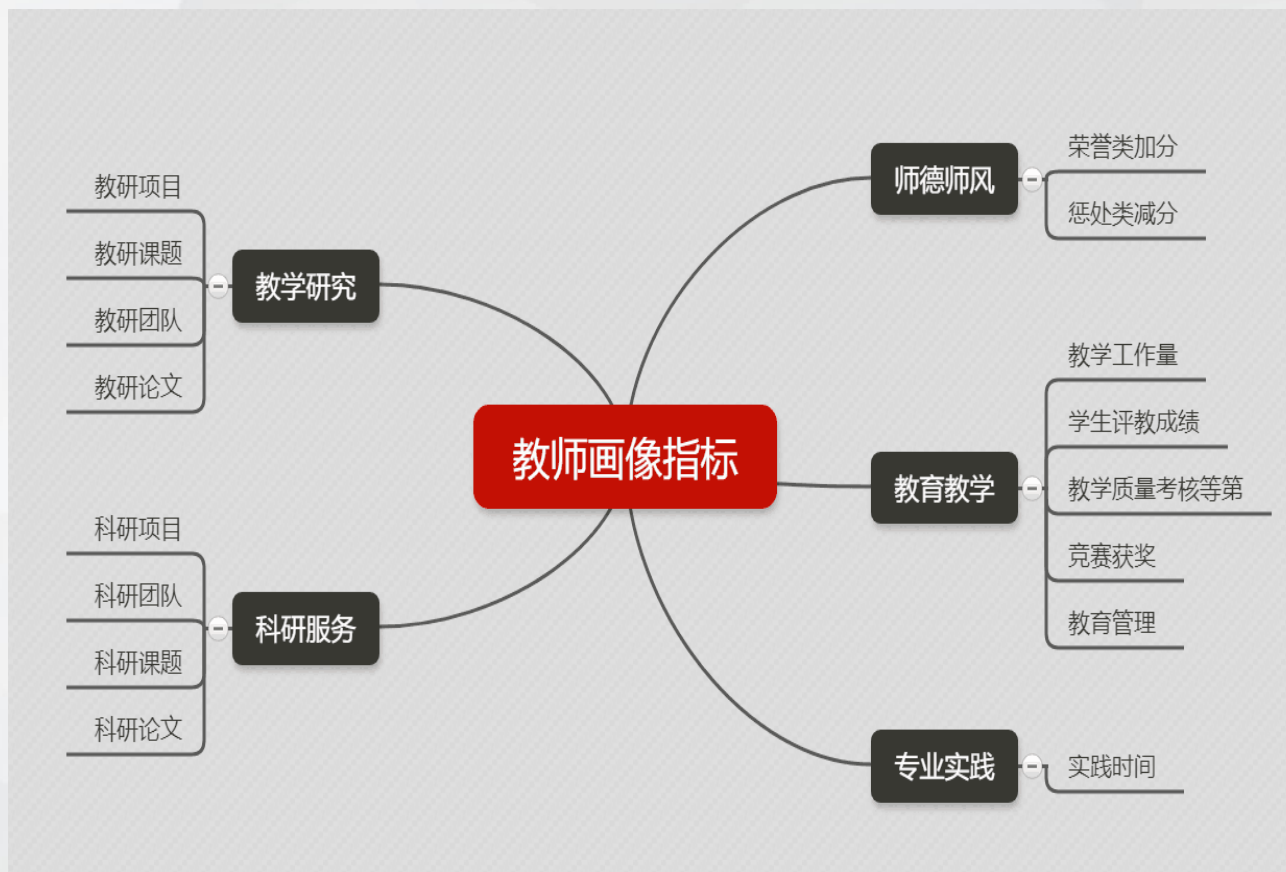 教师画像指标
师德师风
荣誉类加分
惩处类减分
教育教学
教学工作量
学生评教成绩
教学质量考核等第
竞赛获奖
教育管理
专业实践
实践时间
教学研究
教研项目
教研课题
教研团队
教研论文
科研服务
科研项目
科研团队
科研课题
科研论文